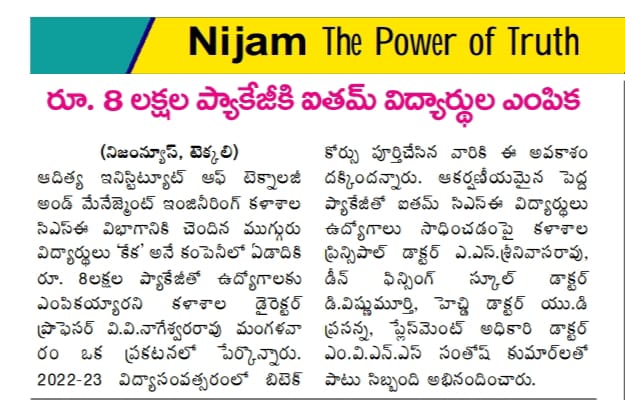 Nijam The Power of Truth
రూ. 8 లక్షల ప్యాకేజీకి ఐతమ్ విద్యార్థుల ఎంపిక
(నిజంన్యూస్, టెక్కలి)
ఆదిత్య ఇనిస్టిట్యూట్ ఆఫ్ టెక్నాలజీ
అండ్ మేనేజ్మెంట్ ఇంజినీరింగ్ కళాశాల
సిఎస్ఈ విభాగానికి చెందిన ముగ్గురు
విద్యార్థులు 'కేక' అనే కంపెనీలో ఏడాదికి
రూ. 8లక్షల ప్యాకేజీతో ఉద్యోగాలకు
ఎంపికయ్యారని కళాశాల డైరెక్టర్
ప్రొఫెసర్ వి.వి.నాగేశ్వరరావు మంగళవా
రం ఒక ప్రకటనలో పేర్కొన్నారు.
2022-23 విద్యాసంవత్సరంలో బిటెక్
కోర్సు పూర్తిచేసిన వారికి ఈ అవకాశం
దక్కిందన్నారు. ఆకర్షణీయమైన పెద్ద
ప్యాకేజీతో ఐతమ్ సిఎస్ఈ విద్యార్థులు
ఉద్యోగాలు సాధించడంపై కళాశాల
ప్రిన్సిపాల్ డాక్టర్ ఎ.ఎస్.శ్రీనివాసరావు,
డీన్ ఫిన్సింగ్ స్కూల్ డాక్టర్
డి.విష్ణుమూర్తి, హెచ్డి డాక్టర్ యు.డి
ప్రసన్న, ప్లేస్‌మెంట్ అధికారి డాక్టర్
ఎం.వి.ఎన్.ఎస్ సంతోష్ కుమార్‌లతో
పాటు సిబ్బంది అభినందించారు.